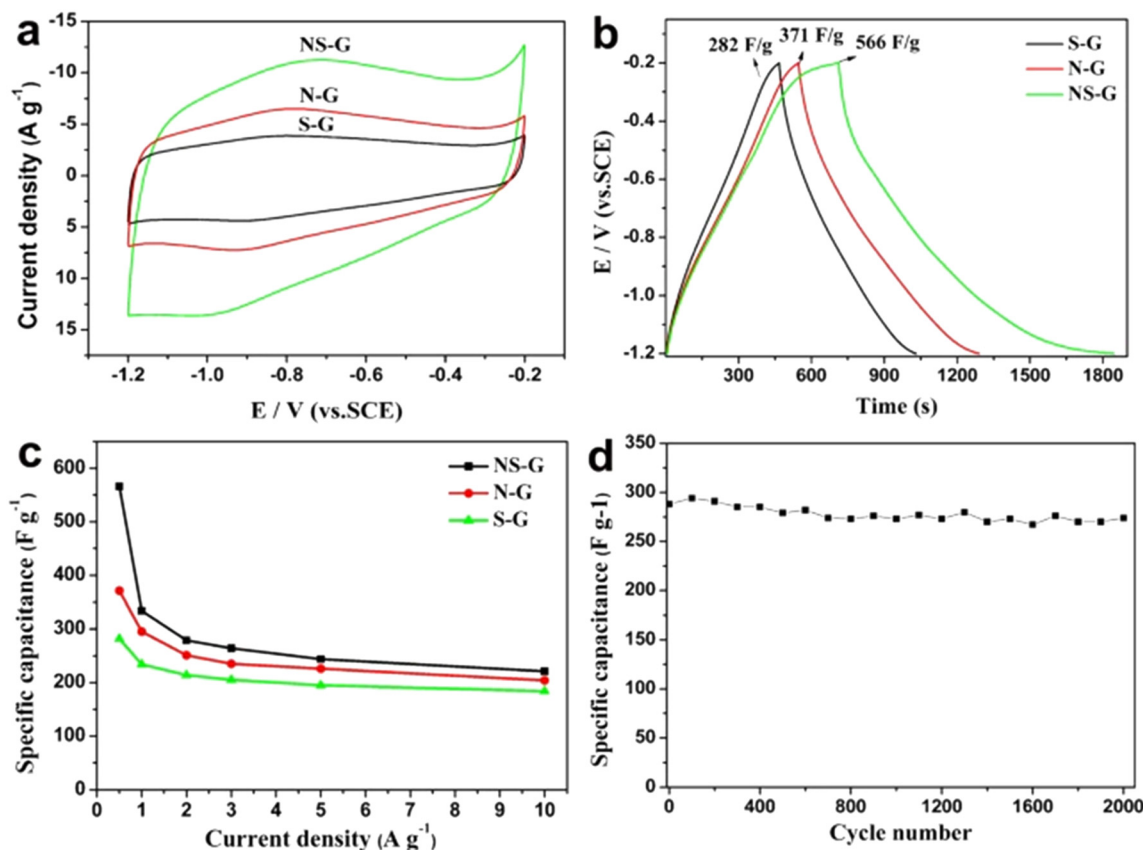 a
NS-G
N-G
S-G
Current density (A g-1)
-15
-10
-5
0
5
10
15
-1.2 -1.0 -0.8 -0.6 -0.4 -0.2
E / V (vs.SCE)
b
282 F/g 371 F/g 566 F/g
S-G
N-G
NS-G
E / V (vs.SCE)
-0.2
-0.4
-0.6
-0.8
-1.0
-1.2
300 600 900 1200 1500 1800
Time (s)
c
NS-G
N-G
S-G
Specific capacitance (F g-1)
600
500
400
300
200
100
0
0 1 2 3 4 5 6 7 8 9 10
Current density (A g-1)
d
Specific capacitance (F g-1)
350
300
250
200
150
100
50
0
0 400 800 1200 1600 2000
Cycle number